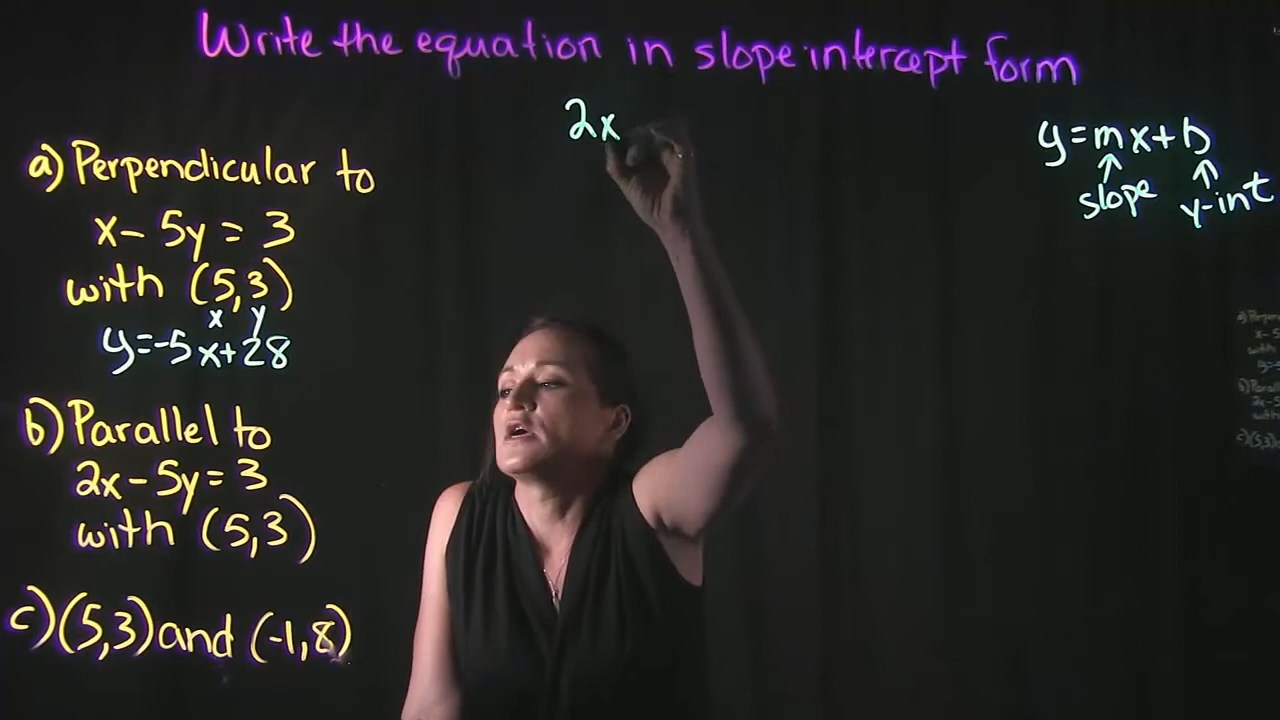 Write the equation in slope intercept form
2x
y=mx+b
slope y-int
a) Perpendicular to
x-5y=3
with (5,3)
x y
y=-5x+28
b) Parallel to
2x-5y=3
with (5,3)
c) (5,3) and (-1,8)